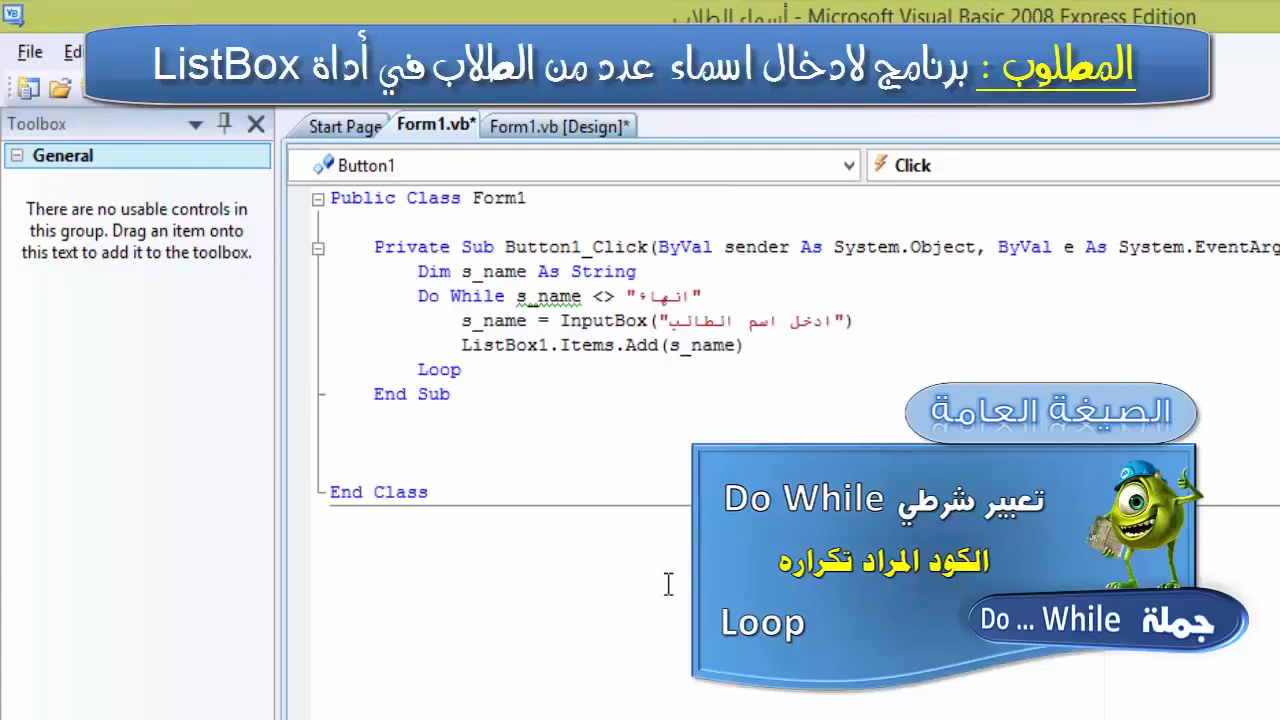 أسماء الطلاب - Microsoft Visual Basic 2008 Express Edition
المطلوب : برنامج لادخال اسماء عدد من الطلاب في أداة ListBox
File Edi
Toolbox
General
There are no usable controls in
this group. Drag an item onto
this text to add it to the toolbox.
Start Page Form1.vb* Form1.vb [Design]*
Button1 Click
Public Class Form1
Private Sub Button1_Click(ByVal sender As System.Object, ByVal e As System.EventArg
Dim s_name As String
Do While s_name <> "انهاء"
s_name = InputBox("ادخل اسم الطالب")
ListBox1.Items.Add(s_name)
Loop
End Sub
End Class
الصيغة العامة
Do While تعبير شرطي
الكود المراد تكراره
Loop
جملة Do ... While